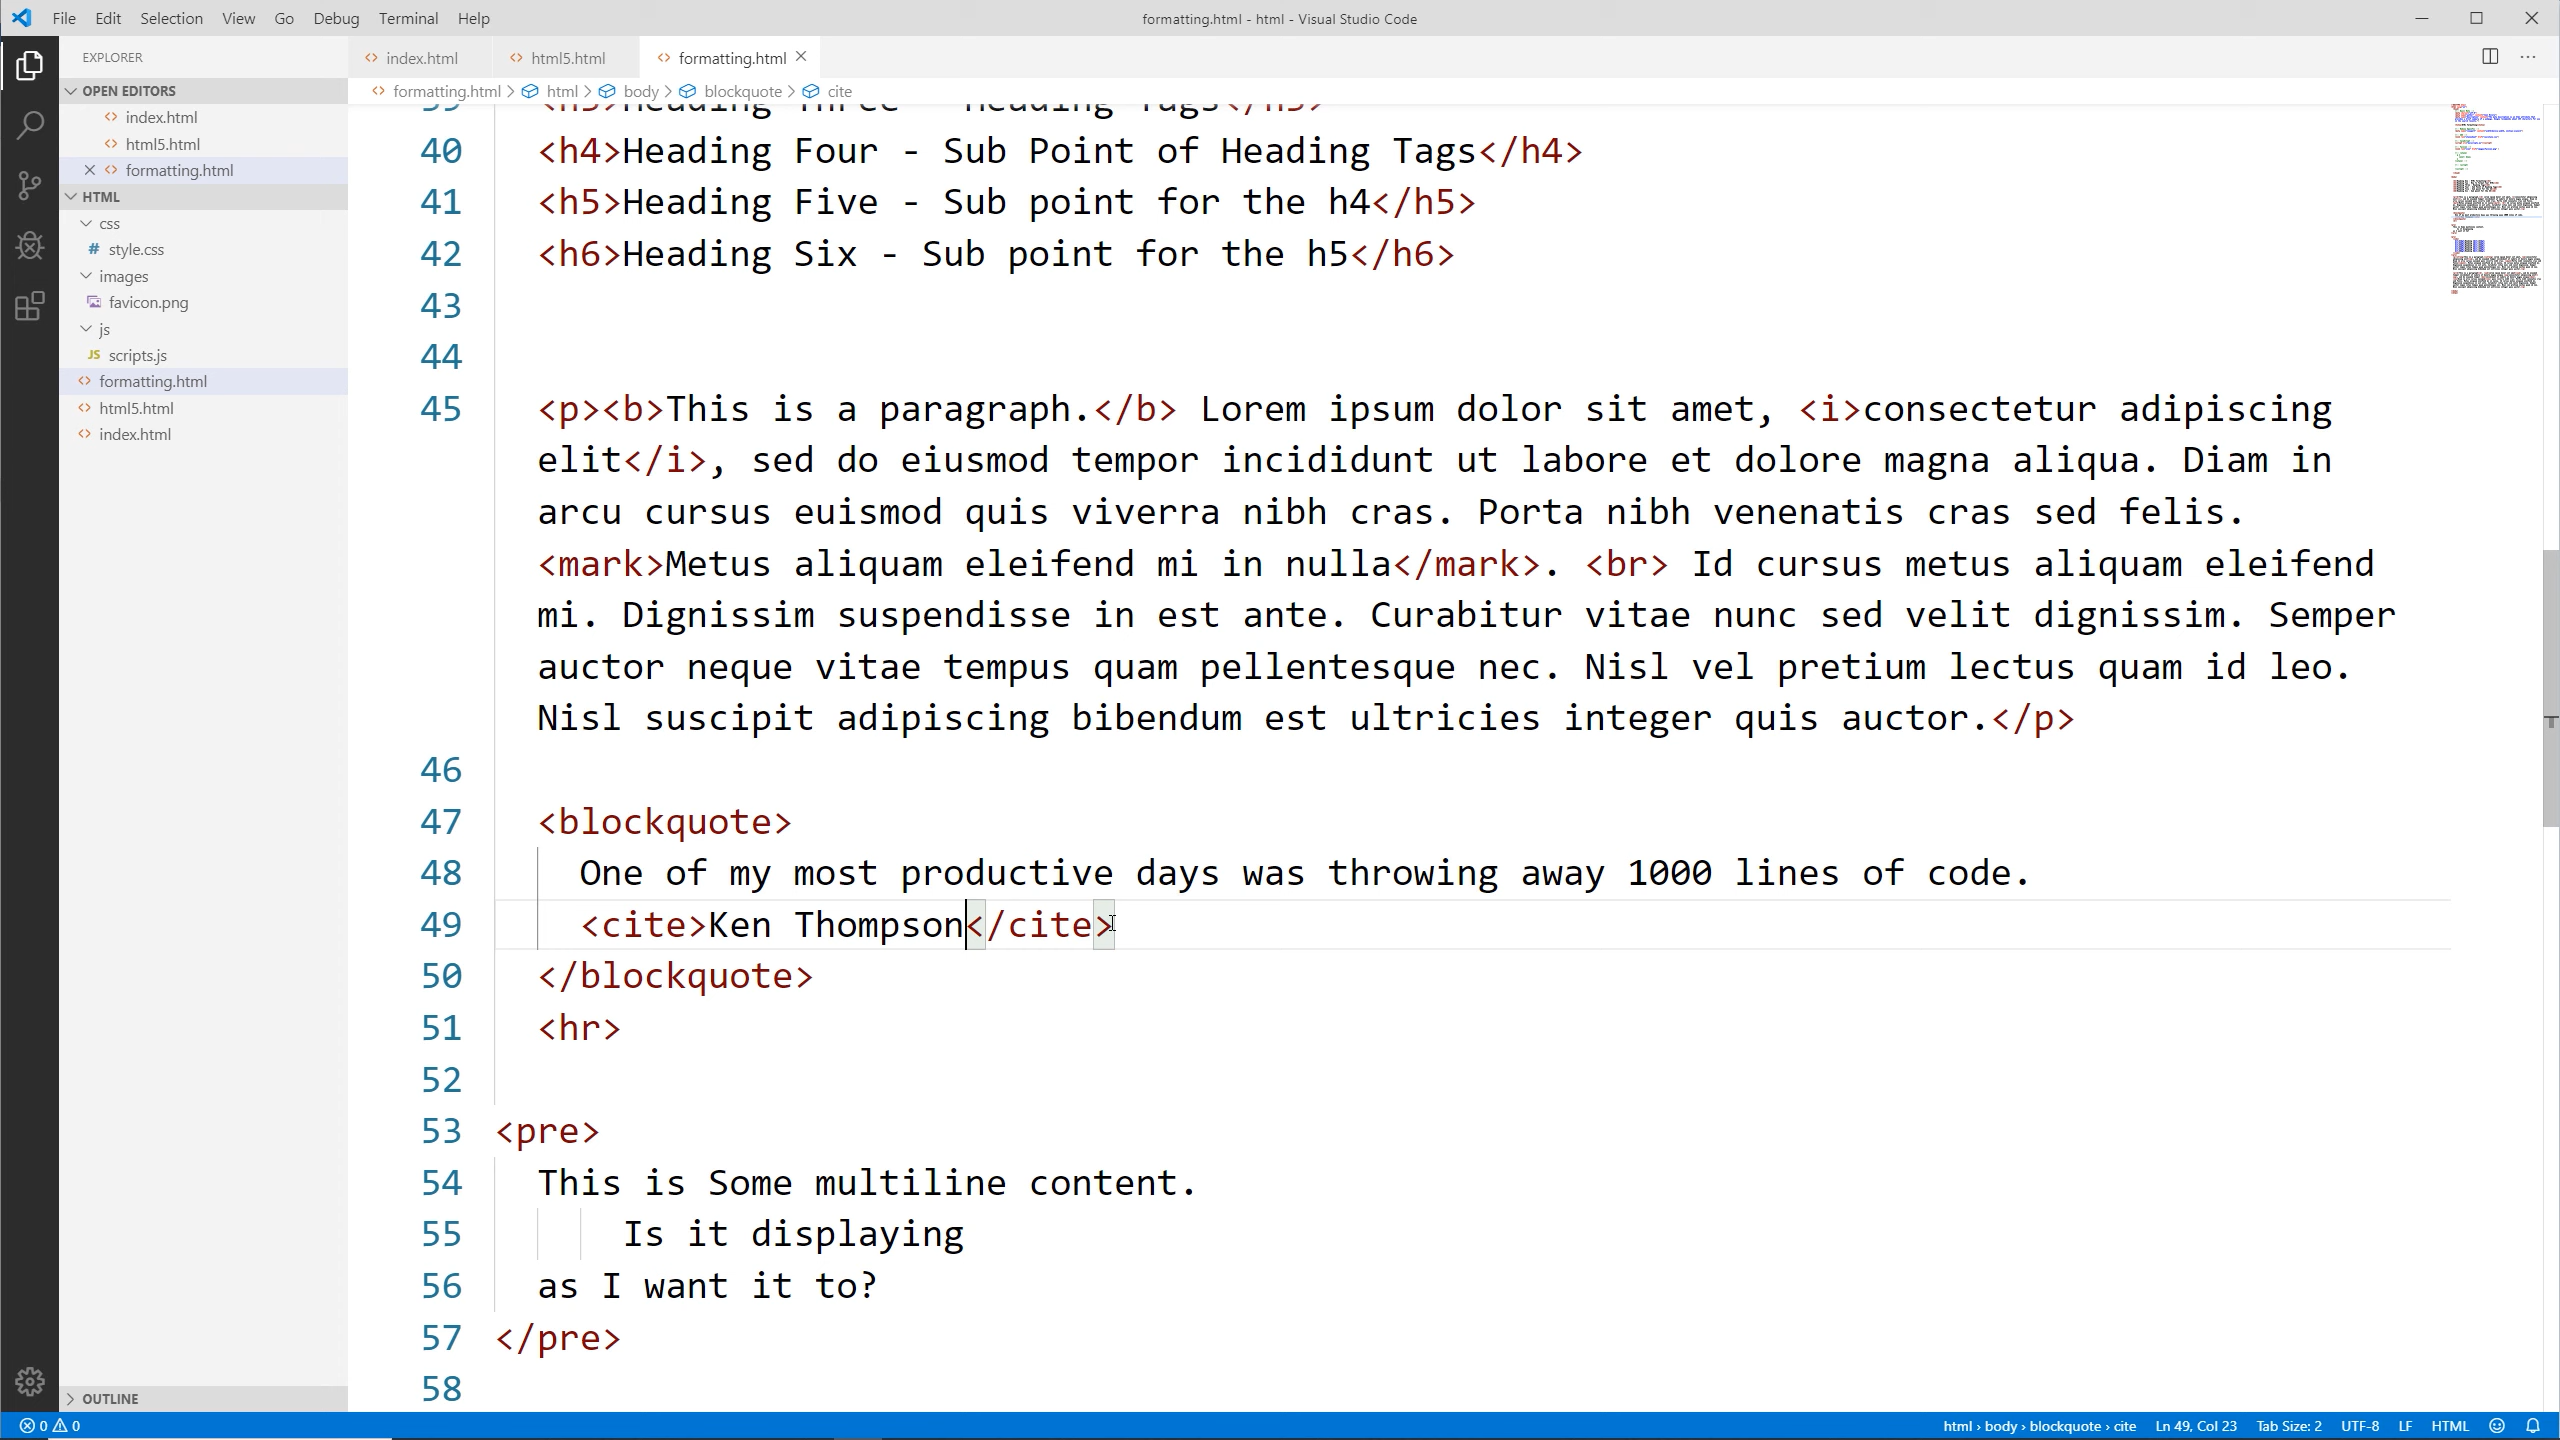 File Edit Selection View Go Debug Terminal Help
formatting.html - html - Visual Studio Code
EXPLORER
OPEN EDITORS
index.html
html5.html
formatting.html
HTML
css
# style.css
images
favicon.png
js
JS scripts.js
formatting.html
html5.html
index.html
OUTLINE
index.html html5.html formatting.html
formatting.html > html > body > blockquote > cite
39 <h3>Heading Three - Heading Tags</h3>
40 <h4>Heading Four - Sub Point of Heading Tags</h4>
41 <h5>Heading Five - Sub point for the h4</h5>
42 <h6>Heading Six - Sub point for the h5</h6>
43
44
45 <p><b>This is a paragraph.</b> Lorem ipsum dolor sit amet, <i>consectetur adipiscing
elit</i>, sed do eiusmod tempor incididunt ut labore et dolore magna aliqua. Diam in
arcu cursus euismod quis viverra nibh cras. Porta nibh venenatis cras sed felis.
<mark>Metus aliquam eleifend mi in nulla</mark>. <br> Id cursus metus aliquam eleifend
mi. Dignissim suspendisse in est ante. Curabitur vitae nunc sed velit dignissim. Semper
auctor neque vitae tempus quam pellentesque nec. Nisl vel pretium lectus quam id leo.
Nisl suscipit adipiscing bibendum est ultricies integer quis auctor.</p>
46
47 <blockquote>
48 One of my most productive days was throwing away 1000 lines of code.
49 <cite>Ken Thompson</cite>
50 </blockquote>
51 <hr>
52
53 <pre>
54 This is Some multiline content.
55 Is it displaying
56 as I want it to?
57 </pre>
58
0 0
html > body > blockquote > cite Ln 49, Col 23 Tab Size: 2 UTF-8 LF HTML